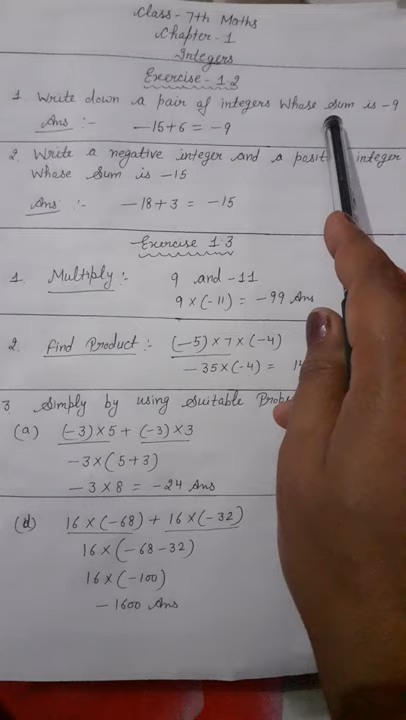 Class - 7th Maths
Chapter - 1
Integers
Exercise - 1.2
1. Write down a pair of integers whose sum is -9
Ans :- -15+6 = -9
2. Write a negative integer and a posit integer
Whose sum is -15
Ans :- -18+3 = -15
Exercise 1.3
1. Multiply :- 9 and -11
9 × (-11) = -99 Ans
2. Find Product :- (-5) × 7 × (-4)
-35 × (-4) = 14
3. Simply by using Suitable
(a) (-3) × 5 + (-3) × 3
-3 × (5+3)
-3 × 8 = -24 Ans
(d) 16 × (-68) + 16 × (-32)
16 × (-68-32)
16 × (-100)
-1600 Ans